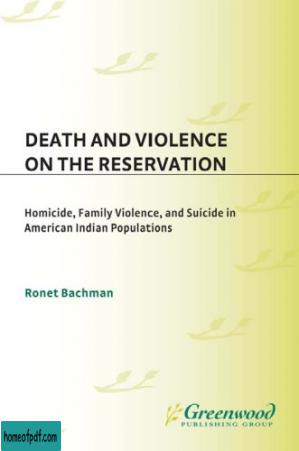 DEATH AND VIOLENCE
ON THE RESERVATION
Homicide, Family Violence, and Suicide in
American Indian Populations
Ronet Bachman
Greenwood
PUBLISHING GROUP
homeofpdf.com